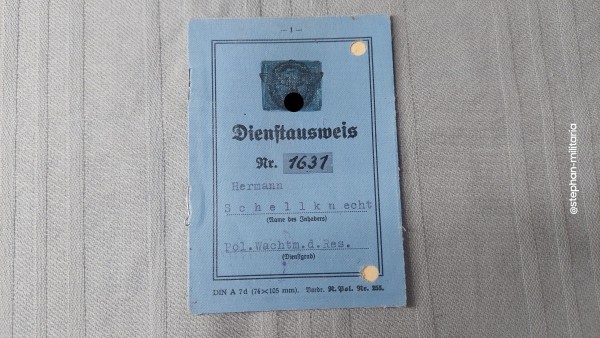 — 1 —
Dienstausweis
Nr. 1631
Hermann
Schellknecht
(Name des Inhabers)
Pol.Wachtm.d.Res.
(Dienstgrad)
DIN A 7d (74×105 mm). Vordr. R. Pol. Nr. 255.
@stephan-militaria